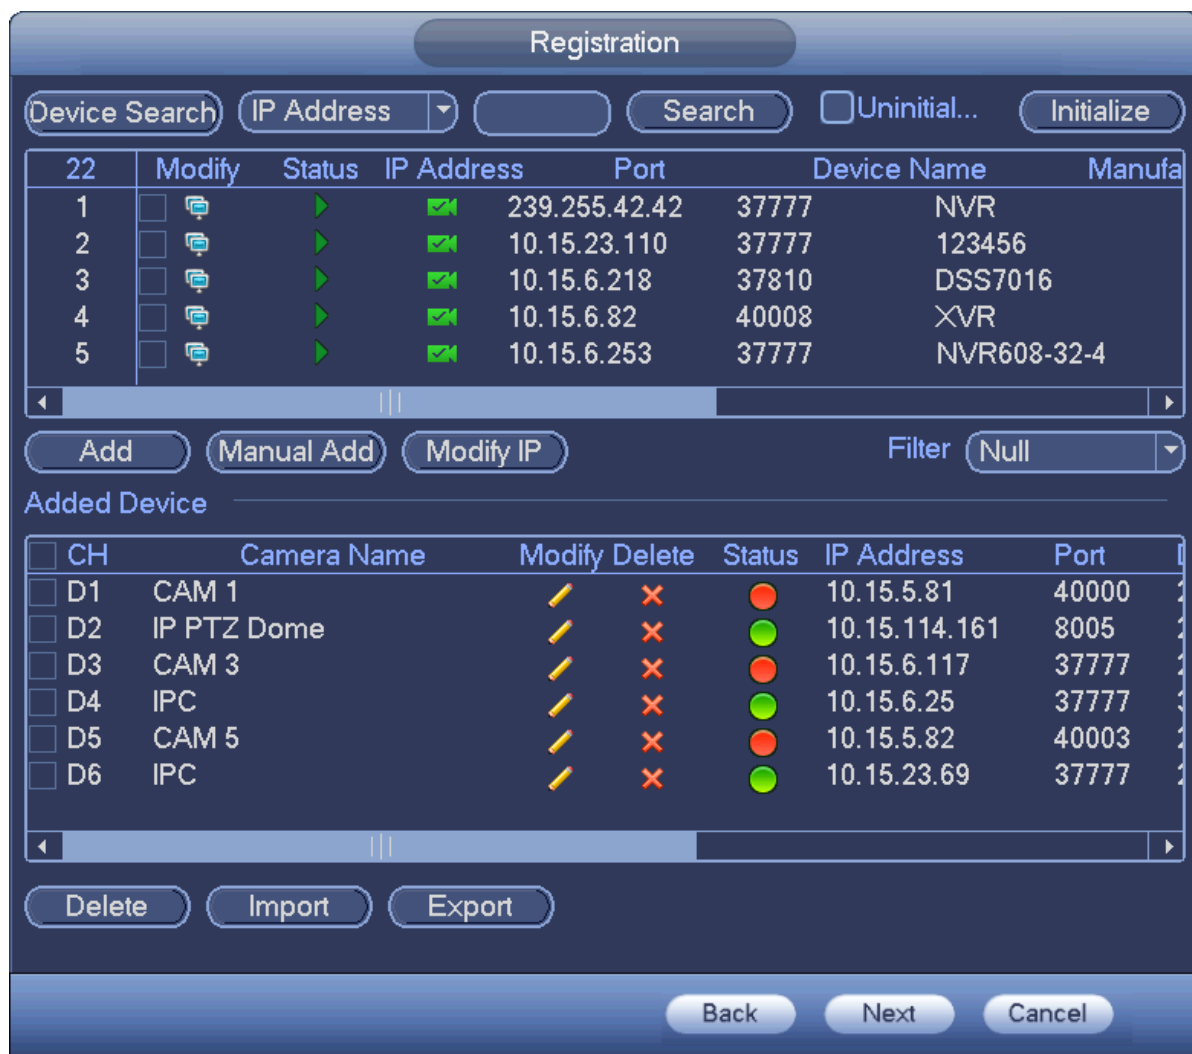 Registration
Device Search IP Address Search Uninitial... Initialize
22 Modify Status IP Address Port Device Name Manufa
1 239.255.42.42 37777 NVR
2 10.15.23.110 37777 123456
3 10.15.6.218 37810 DSS7016
4 10.15.6.82 40008 XVR
5 10.15.6.253 37777 NVR608-32-4
Add Manual Add Modify IP Filter Null
Added Device
CH Camera Name Modify Delete Status IP Address Port
D1 CAM 1 10.15.5.81 40000
D2 IP PTZ Dome 10.15.114.161 8005
D3 CAM 3 10.15.6.117 37777
D4 IPC 10.15.6.25 37777
D5 CAM 5 10.15.5.82 40003
D6 IPC 10.15.23.69 37777
Delete Import Export
Back Next Cancel